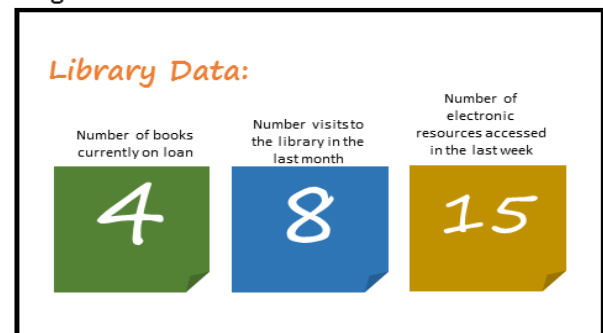 Library Data:
Number of books
currently on loan
4
Number visits to
the library in the
last month
8
Number of
electronic
resources accessed
in the last week
15